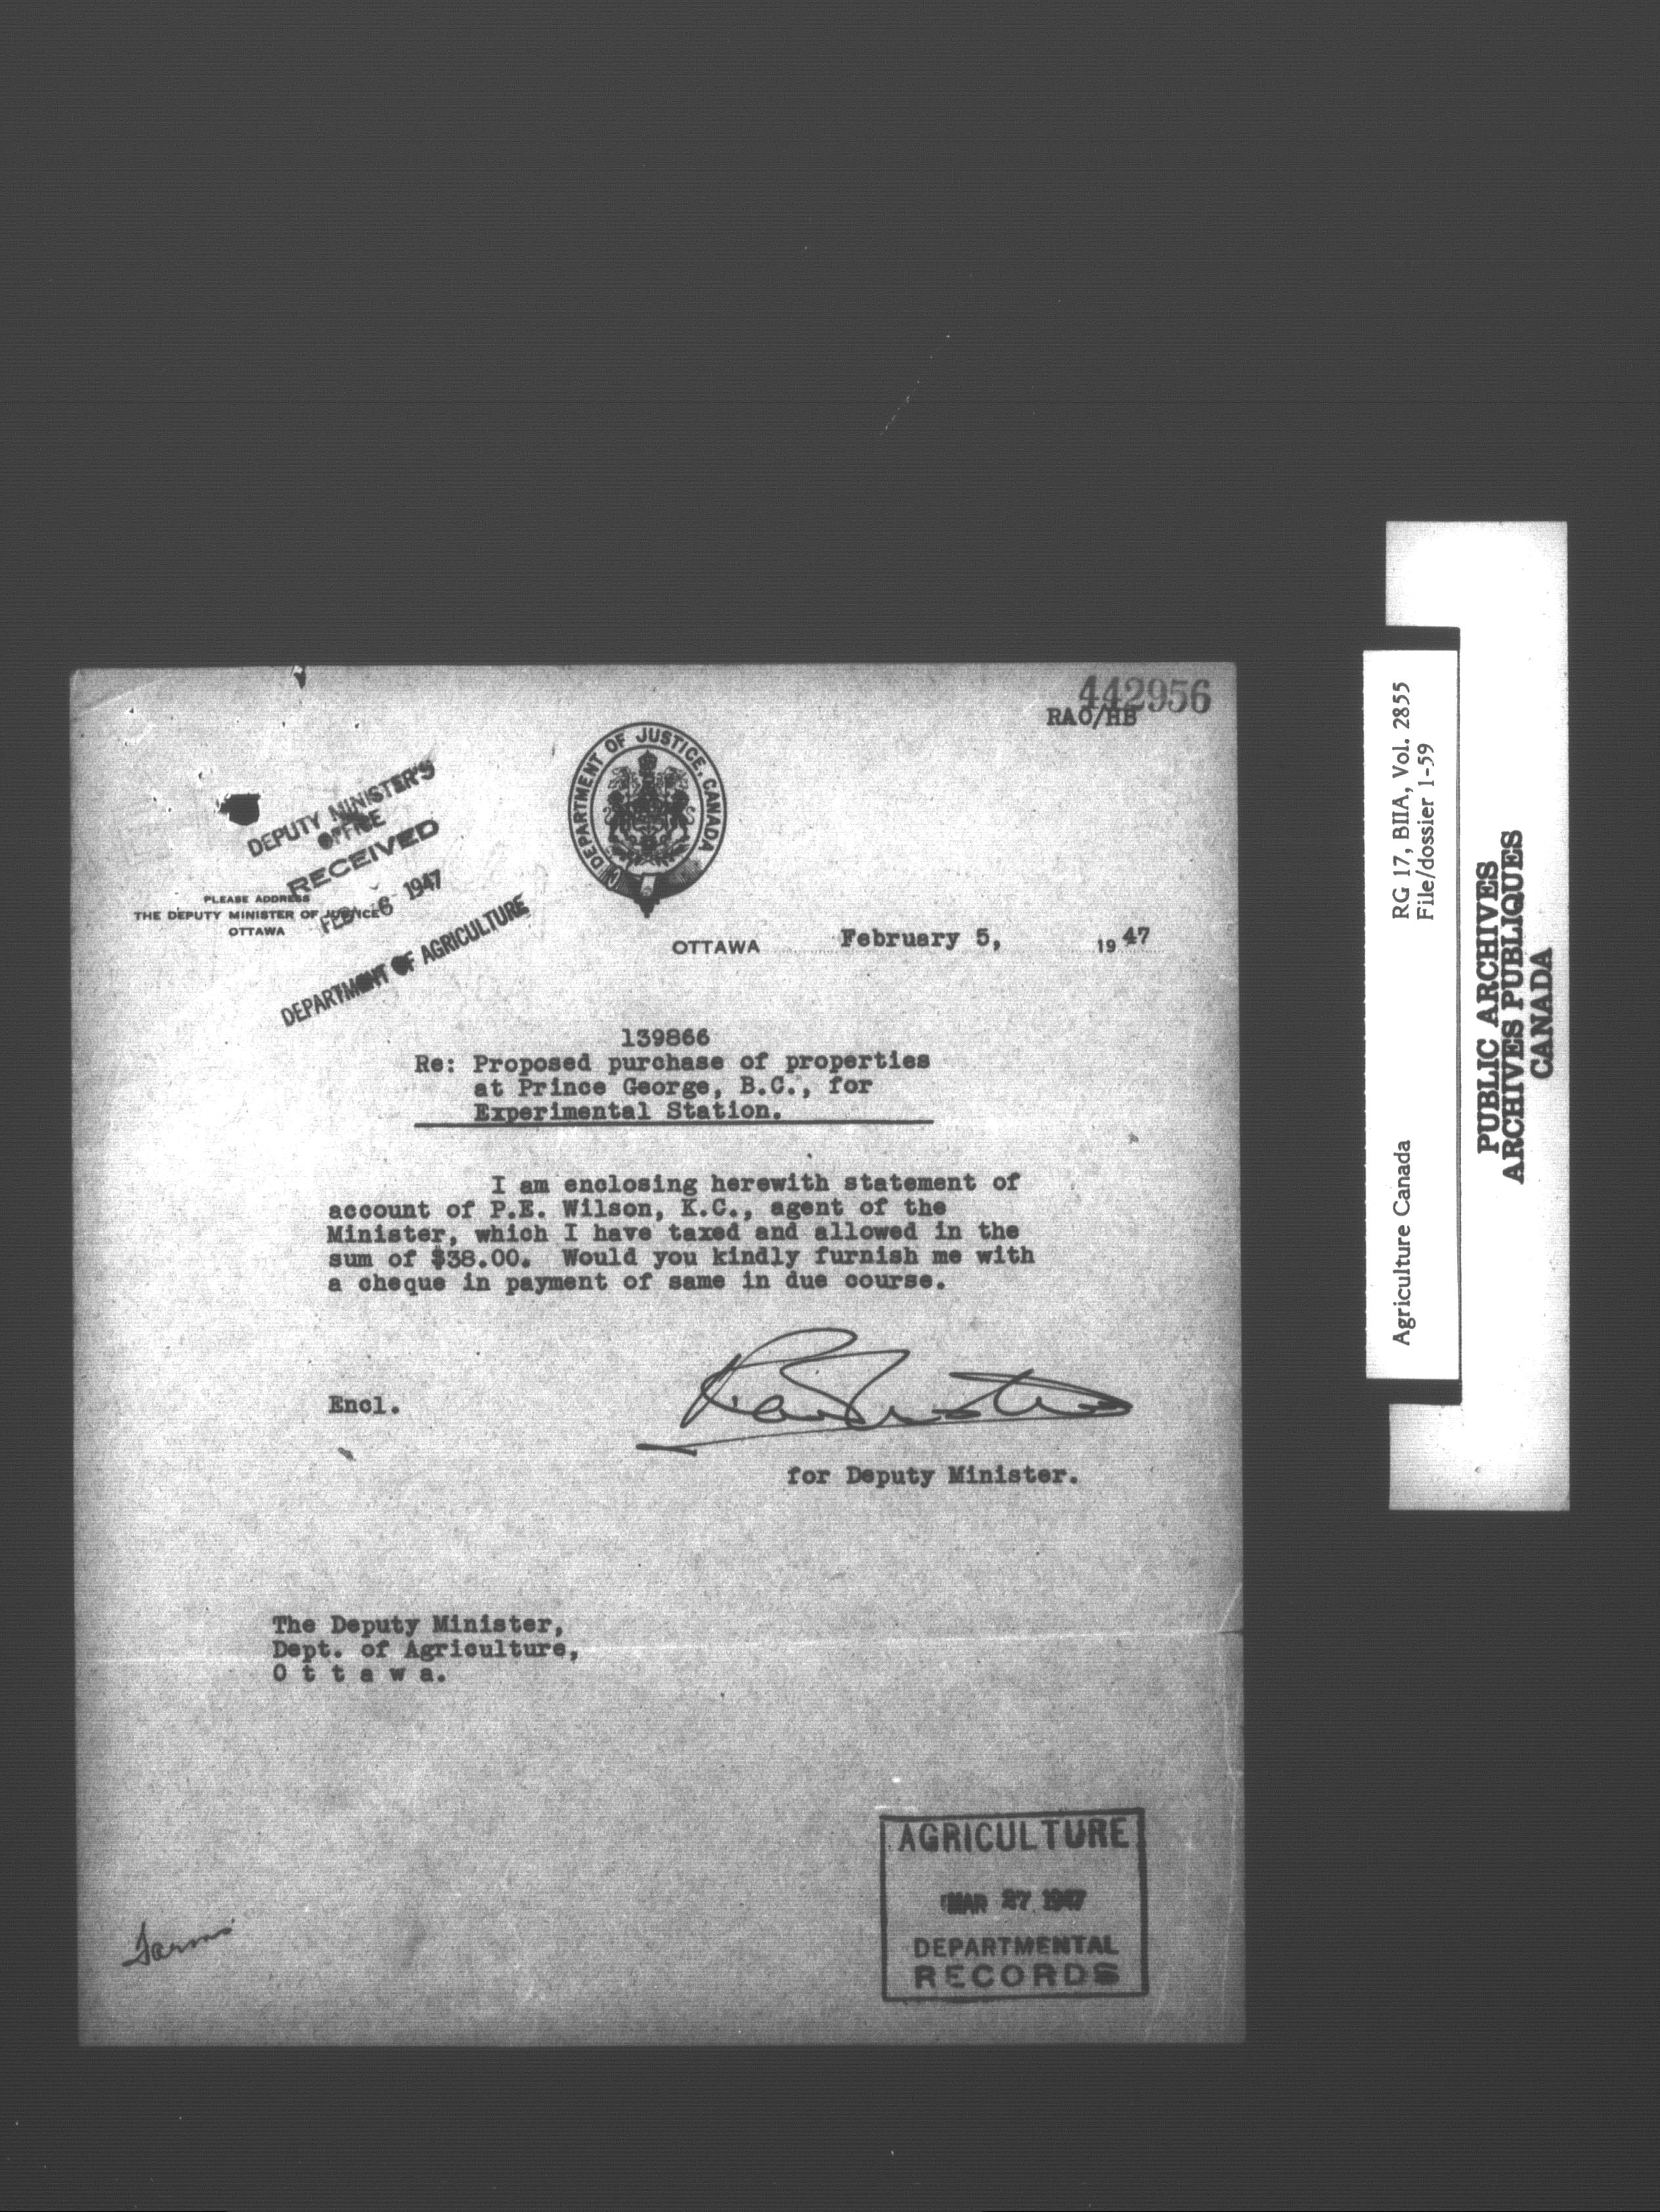 442956
RAO/HB
DEPARTMENT OF JUSTICE, CANADA
DEPUTY MINISTER'S
OFFICE
RECEIVED
FEB 6 1947
DEPARTMENT OF AGRICULTURE
PLEASE ADDRESS
THE DEPUTY MINISTER OF JUSTICE
OTTAWA
OTTAWA February 5, 1947
139866
Re: Proposed purchase of properties
at Prince George, B.C., for
Experimental Station.
I am enclosing herewith statement of
account of P.E. Wilson, K.C., agent of the
Minister, which I have taxed and allowed in the
sum of $38.00. Would you kindly furnish me with
a cheque in payment of same in due course.
Encl.
for Deputy Minister.
The Deputy Minister,
Dept. of Agriculture,
O t t a w a.
AGRICULTURE
MAR 27 1947
DEPARTMENTAL
RECORDS
Agriculture Canada RG 17, BIIA, Vol. 2855
File/dossier 1-59
PUBLIC ARCHIVES
ARCHIVES PUBLIQUES
CANADA